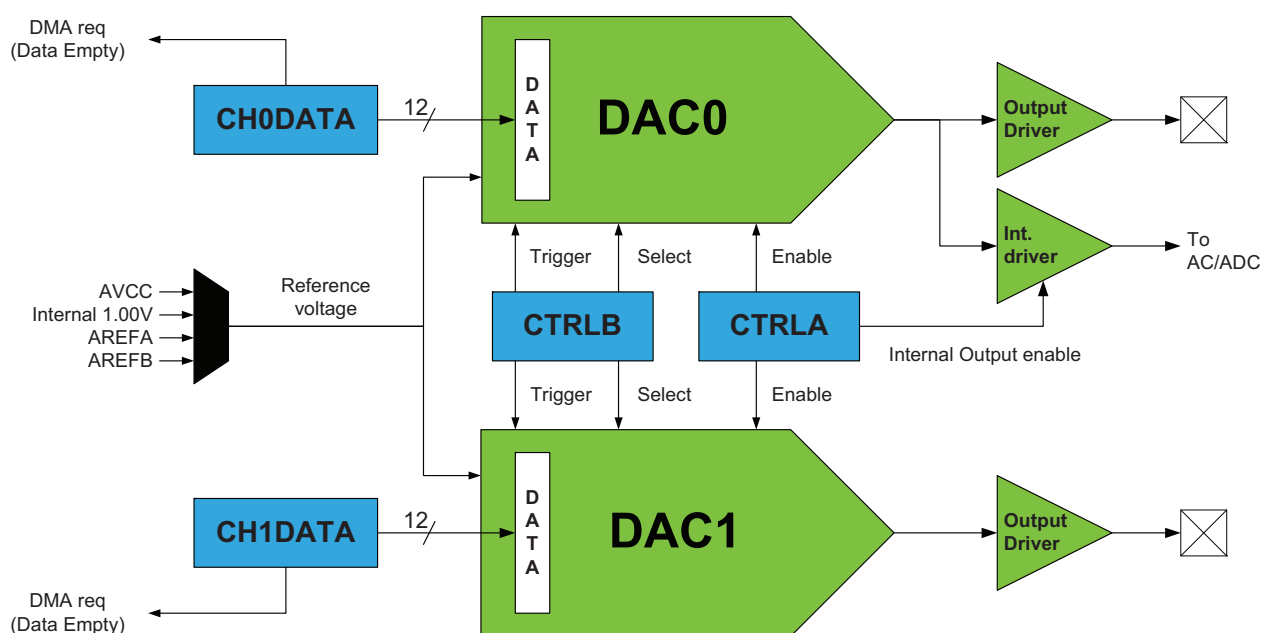 DMA req
(Data Empty)
CH0DATA
12
D
A
T
A
DAC0
Output
Driver
Int.
driver
To
AC/ADC
Trigger
Select
Enable
AVCC
Internal 1.00V
AREFA
AREFB
Reference
voltage
CTRLB
CTRLA
Internal Output enable
Trigger
Select
Enable
CH1DATA
12
D
A
T
A
DAC1
Output
Driver
DMA req
(Data Empty)